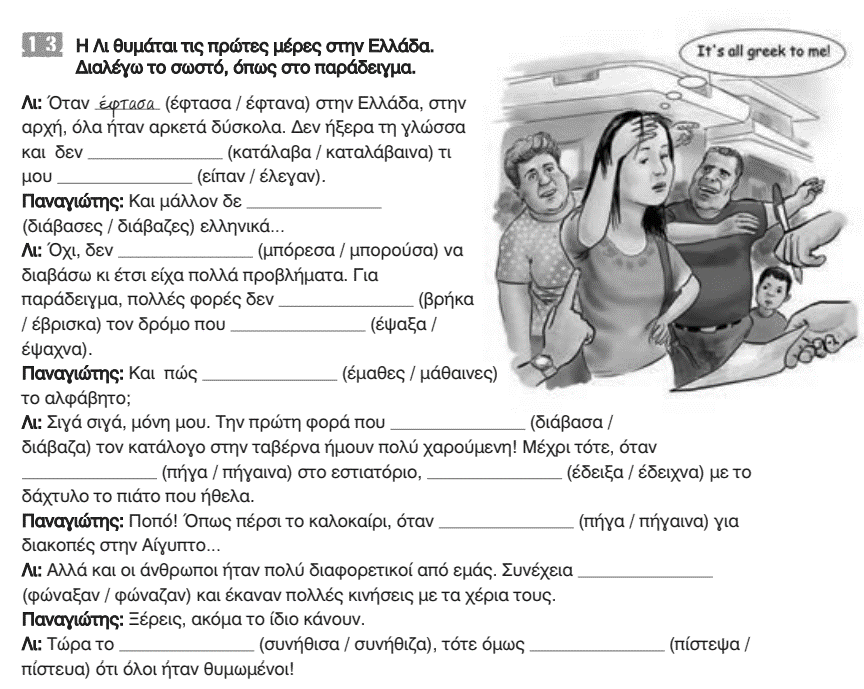 13 Η Λι θυμάται τις πρώτες μέρες στην Ελλάδα.
Διαλέγω το σωστό, όπως στο παράδειγμα.
It's all greek to me!
Λι: Όταν έφτασα (έφτασα / έφτανα) στην Ελλάδα, στην
αρχή, όλα ήταν αρκετά δύσκολα. Δεν ήξερα τη γλώσσα
και δεν ______________ (κατάλαβα / καταλάβαινα) τι
μου ______________ (είπαν / έλεγαν).
Παναγιώτης: Και μάλλον δε ______________
(διάβασες / διάβαζες) ελληνικά...
Λι: Όχι, δεν ______________ (μπόρεσα / μπορούσα) να
διαβάσω κι έτσι είχα πολλά προβλήματα. Για
παράδειγμα, πολλές φορές δεν ______________ (βρήκα
/ έβρισκα) τον δρόμο που ______________ (έψαξα /
έψαχνα).
Παναγιώτης: Και πώς ______________ (έμαθες / μάθαινες)
το αλφάβητο;
Λι: Σιγά σιγά, μόνη μου. Την πρώτη φορά που ______________ (διάβασα /
διάβαζα) τον κατάλογο στην ταβέρνα ήμουν πολύ χαρούμενη! Μέχρι τότε, όταν
______________ (πήγα / πήγαινα) στο εστιατόριο, ______________ (έδειξα / έδειχνα) με το
δάχτυλο το πιάτο που ήθελα.
Παναγιώτης: Ποπό! Όπως πέρσι το καλοκαίρι, όταν ______________ (πήγα / πήγαινα) για
διακοπές στην Αίγυπτο...
Λι: Αλλά και οι άνθρωποι ήταν πολύ διαφορετικοί από εμάς. Συνέχεια ______________
(φώναξαν / φώναζαν) και έκαναν πολλές κινήσεις με τα χέρια τους.
Παναγιώτης: Ξέρεις, ακόμα το ίδιο κάνουν.
Λι: Τώρα το ______________ (συνήθισα / συνήθιζα), τότε όμως ______________ (πίστεψα /
πίστευα) ότι όλοι ήταν θυμωμένοι!